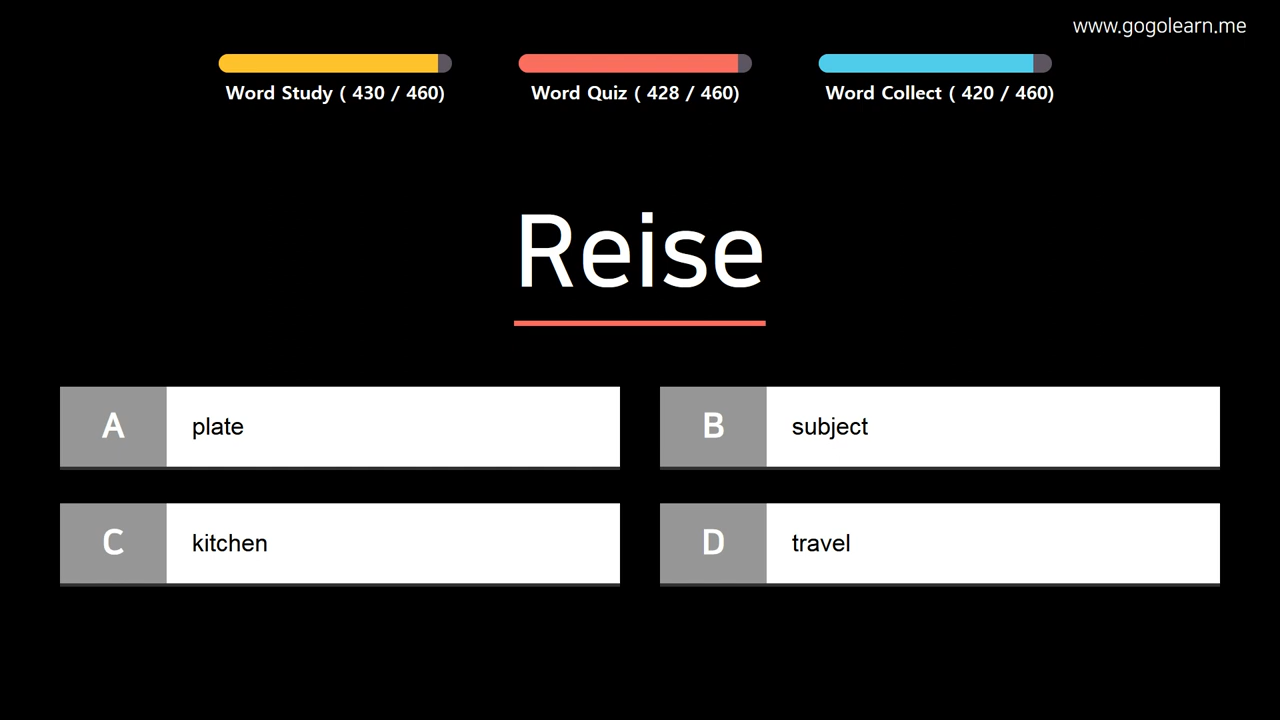 www.gogolearn.me
Word Study ( 430 / 460)
Word Quiz ( 428 / 460)
Word Collect ( 420 / 460)
Reise
A plate
B subject
C kitchen
D travel